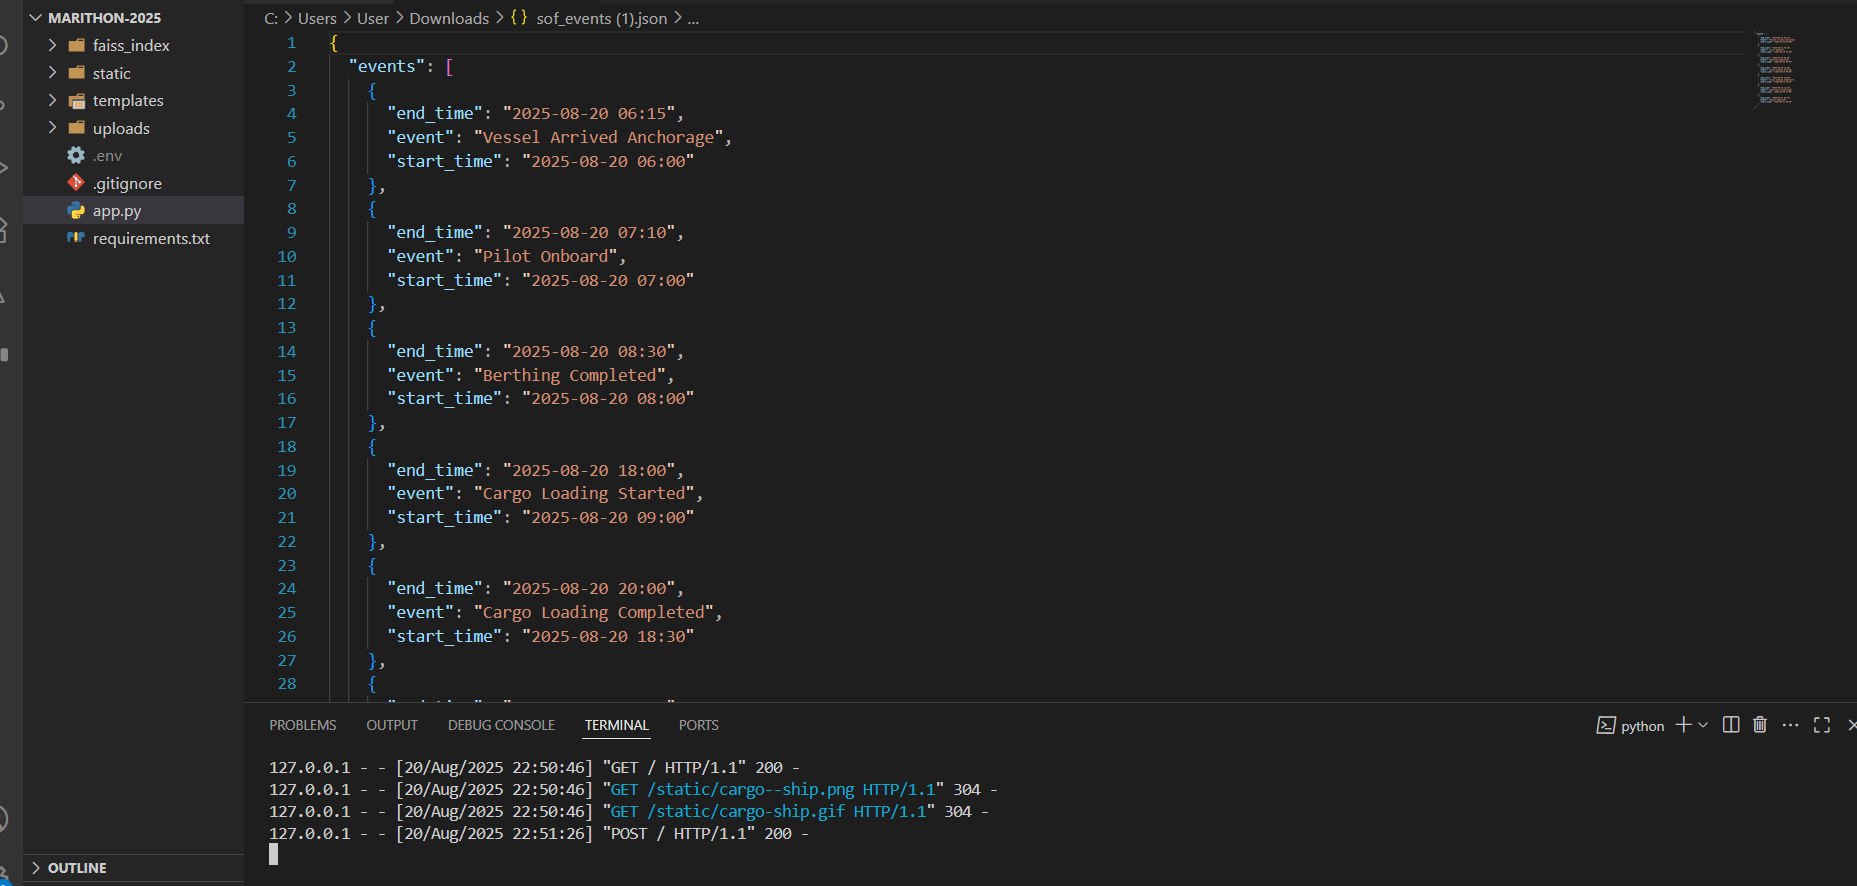 MARITHON-2025
faiss_index
static
templates
uploads
.env
.gitignore
app.py
requirements.txt
OUTLINE
C: > Users > User > Downloads > {} sof_events (1).json > ...
1 {
2 "events": [
3 {
4 "end_time": "2025-08-20 06:15",
5 "event": "Vessel Arrived Anchorage",
6 "start_time": "2025-08-20 06:00"
7 },
8 {
9 "end_time": "2025-08-20 07:10",
10 "event": "Pilot Onboard",
11 "start_time": "2025-08-20 07:00"
12 },
13 {
14 "end_time": "2025-08-20 08:30",
15 "event": "Berthing Completed",
16 "start_time": "2025-08-20 08:00"
17 },
18 {
19 "end_time": "2025-08-20 18:00",
20 "event": "Cargo Loading Started",
21 "start_time": "2025-08-20 09:00"
22 },
23 {
24 "end_time": "2025-08-20 20:00",
25 "event": "Cargo Loading Completed",
26 "start_time": "2025-08-20 18:30"
27 },
28 {
PROBLEMS OUTPUT DEBUG CONSOLE TERMINAL PORTS python
127.0.0.1 - - [20/Aug/2025 22:50:46] "GET / HTTP/1.1" 200 -
127.0.0.1 - - [20/Aug/2025 22:50:46] "GET /static/cargo--ship.png HTTP/1.1" 304 -
127.0.0.1 - - [20/Aug/2025 22:50:46] "GET /static/cargo-ship.gif HTTP/1.1" 304 -
127.0.0.1 - - [20/Aug/2025 22:51:26] "POST / HTTP/1.1" 200 -